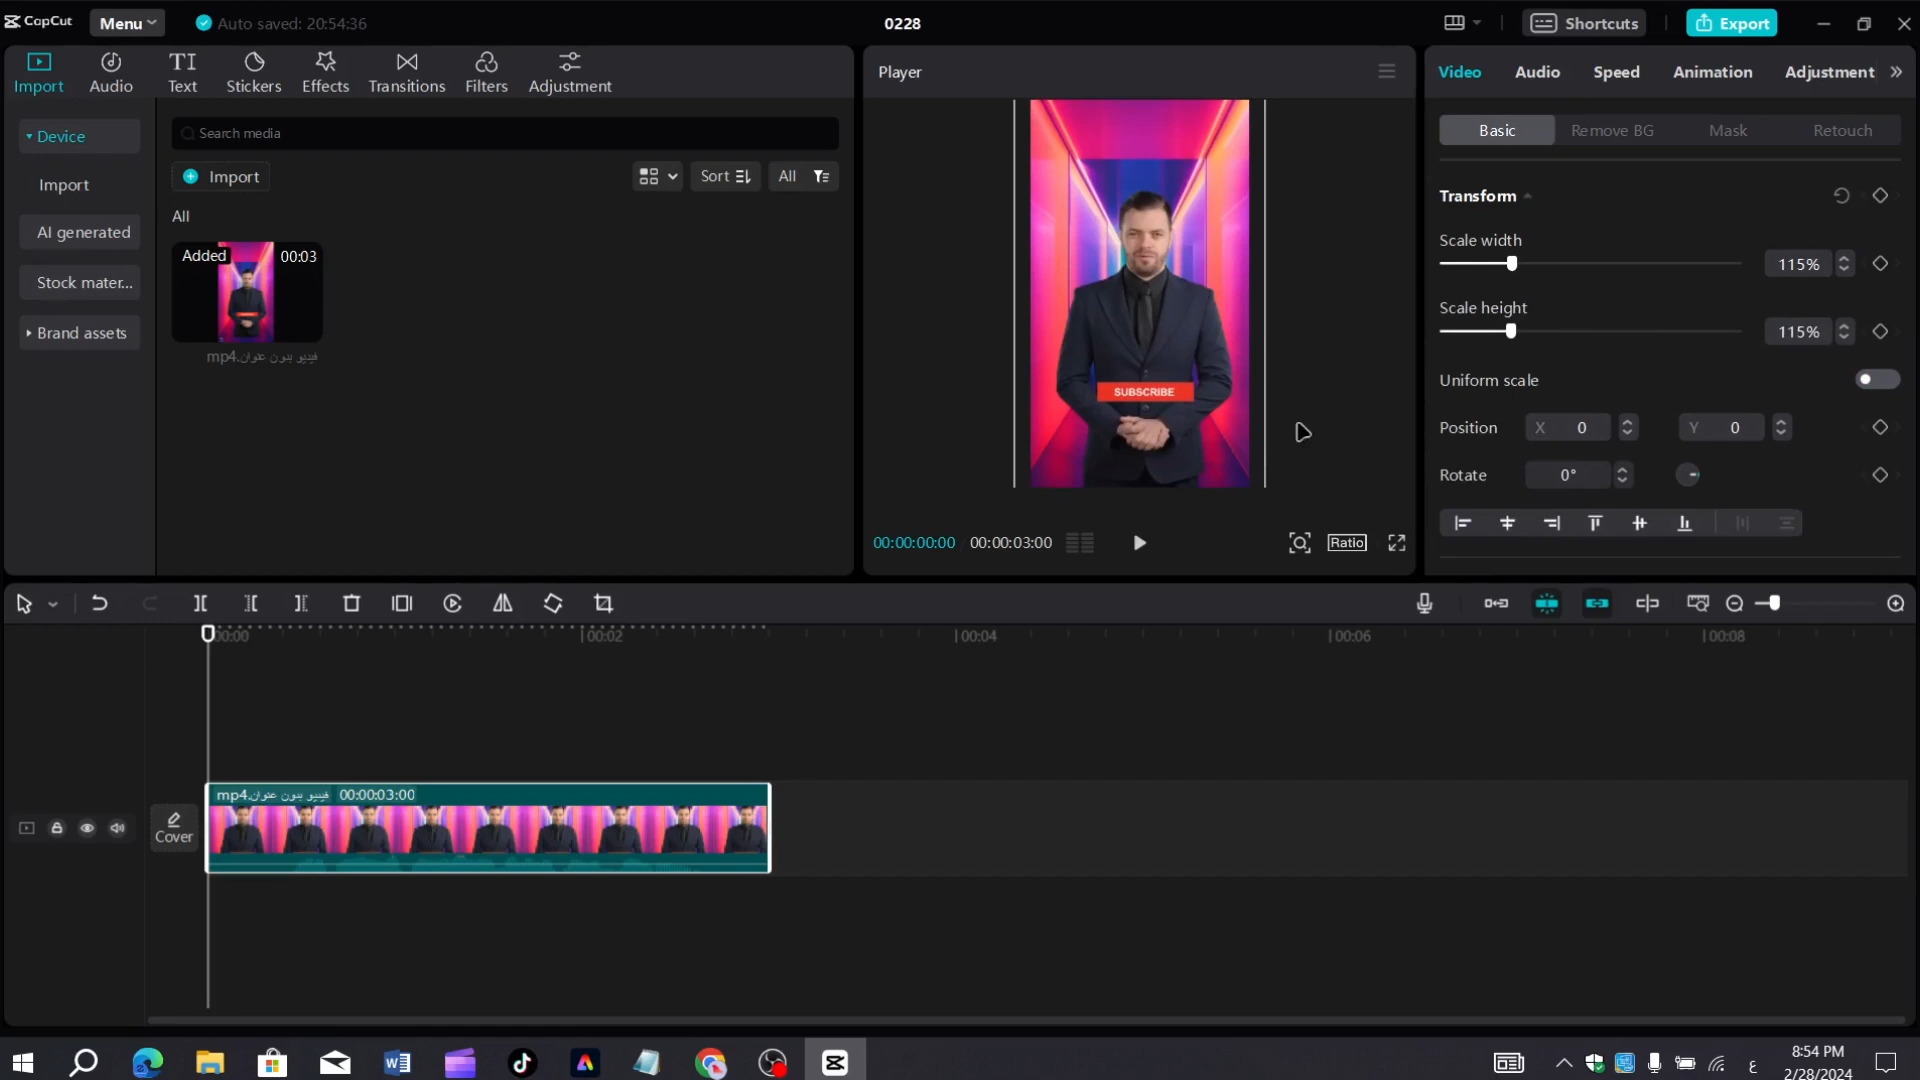 CapCut
Menu
Auto saved: 20:54:36
0228
Shortcuts
Export
Import
Audio
Text
Stickers
Effects
Transitions
Filters
Adjustment
Device
Import
AI generated
Stock mater...
Brand assets
Search media
Import
Sort
All
All
Added
00:03
فيديو بدون عنوان.mp4
Player
SUBSCRIBE
00:00:00:00
00:00:03:00
Ratio
Video
Audio
Speed
Animation
Adjustment
Basic
Remove BG
Mask
Retouch
Transform
Scale width
115%
Scale height
115%
Uniform scale
Position
X 0
Y 0
Rotate
0°
00:00
00:02
00:04
00:06
00:08
Cover
فيديو بدون عنوان.mp4 00:00:03:00
ع
8:54 PM
2/28/2024